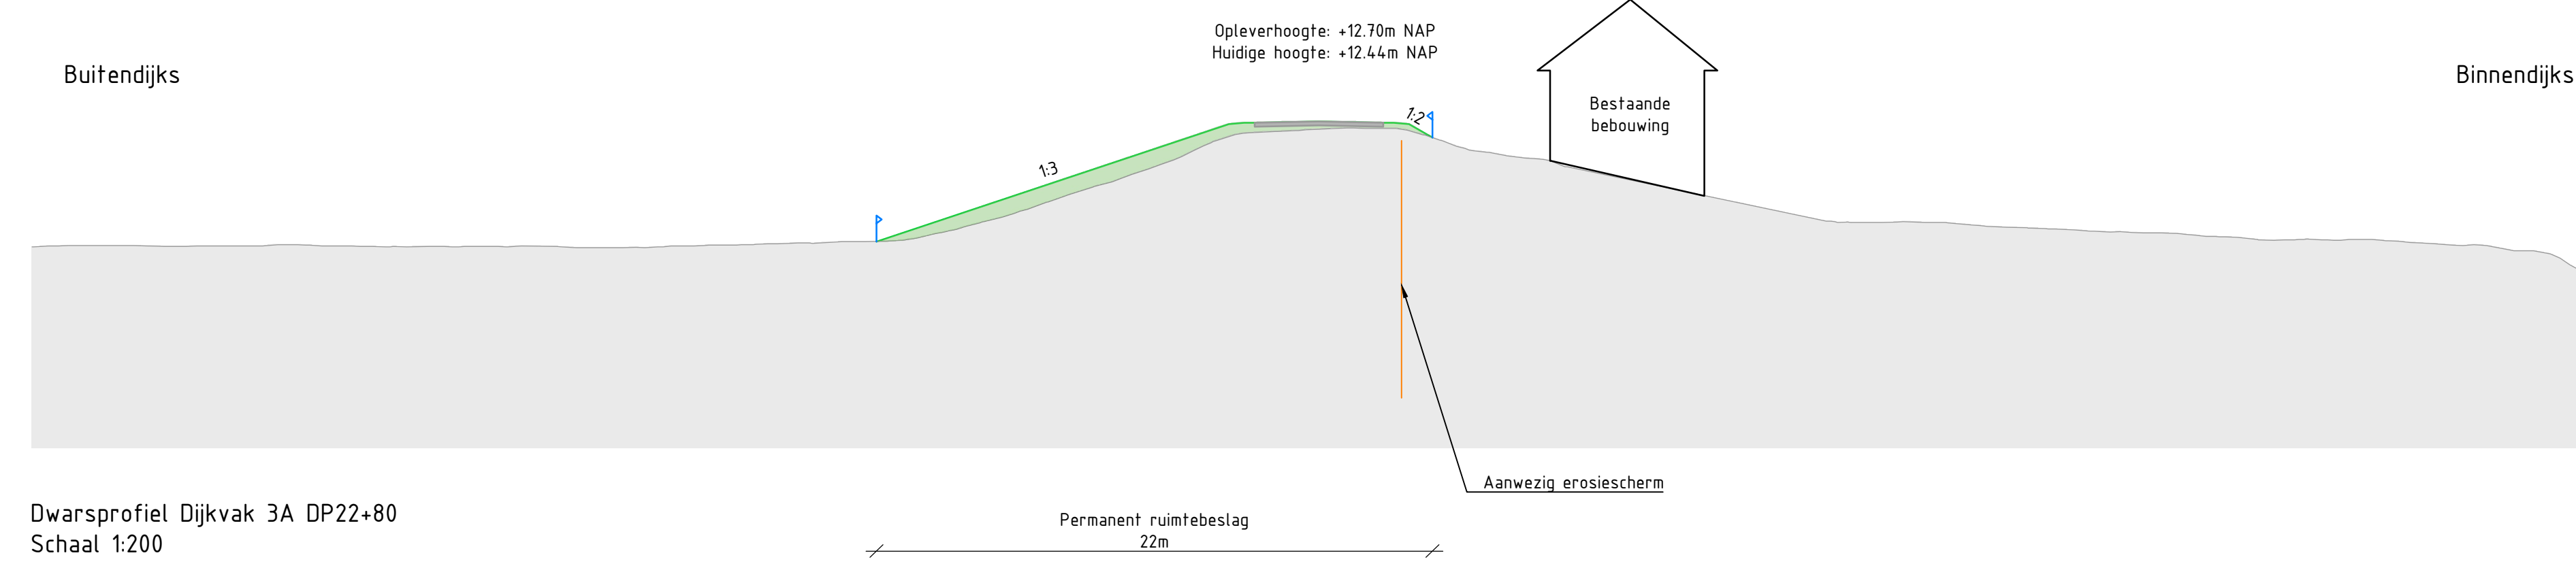 Opleverhoogte: +12.70m NAP
Huidige hoogte: +12.44m NAP
Buitendijks
Binnendijks
Bestaande
bebouwing
1:2
1:3
Aanwezig erosiescherm
Dwarsprofiel Dijkvak 3A DP22+80
Schaal 1:200
Permanent ruimtebeslag
22m